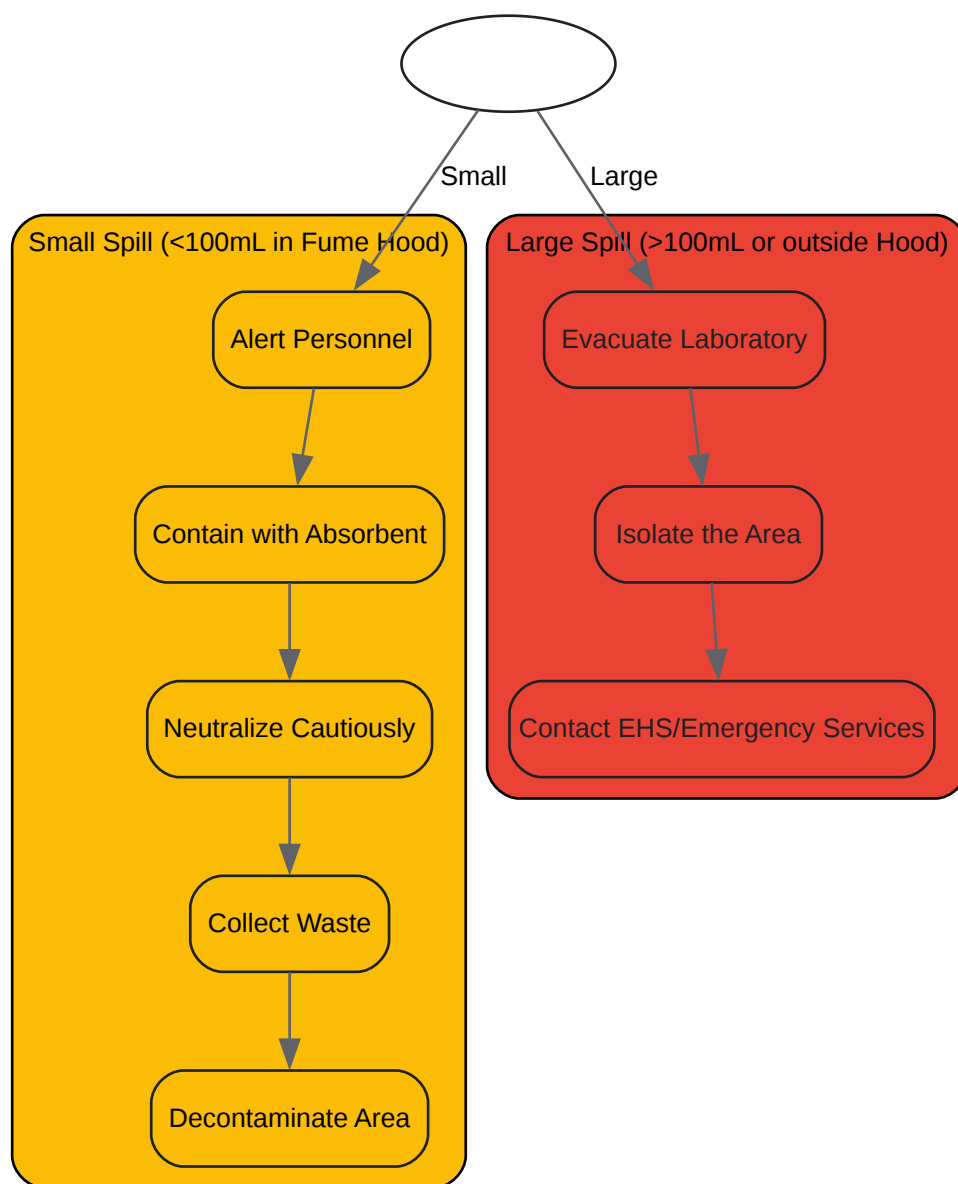 Small
Large
Small Spill (<100mL in Fume Hood)
Alert Personnel
Contain with Absorbent
Neutralize Cautiously
Collect Waste
Decontaminate Area
Large Spill (>100mL or outside Hood)
Evacuate Laboratory
Isolate the Area
Contact EHS/Emergency Services